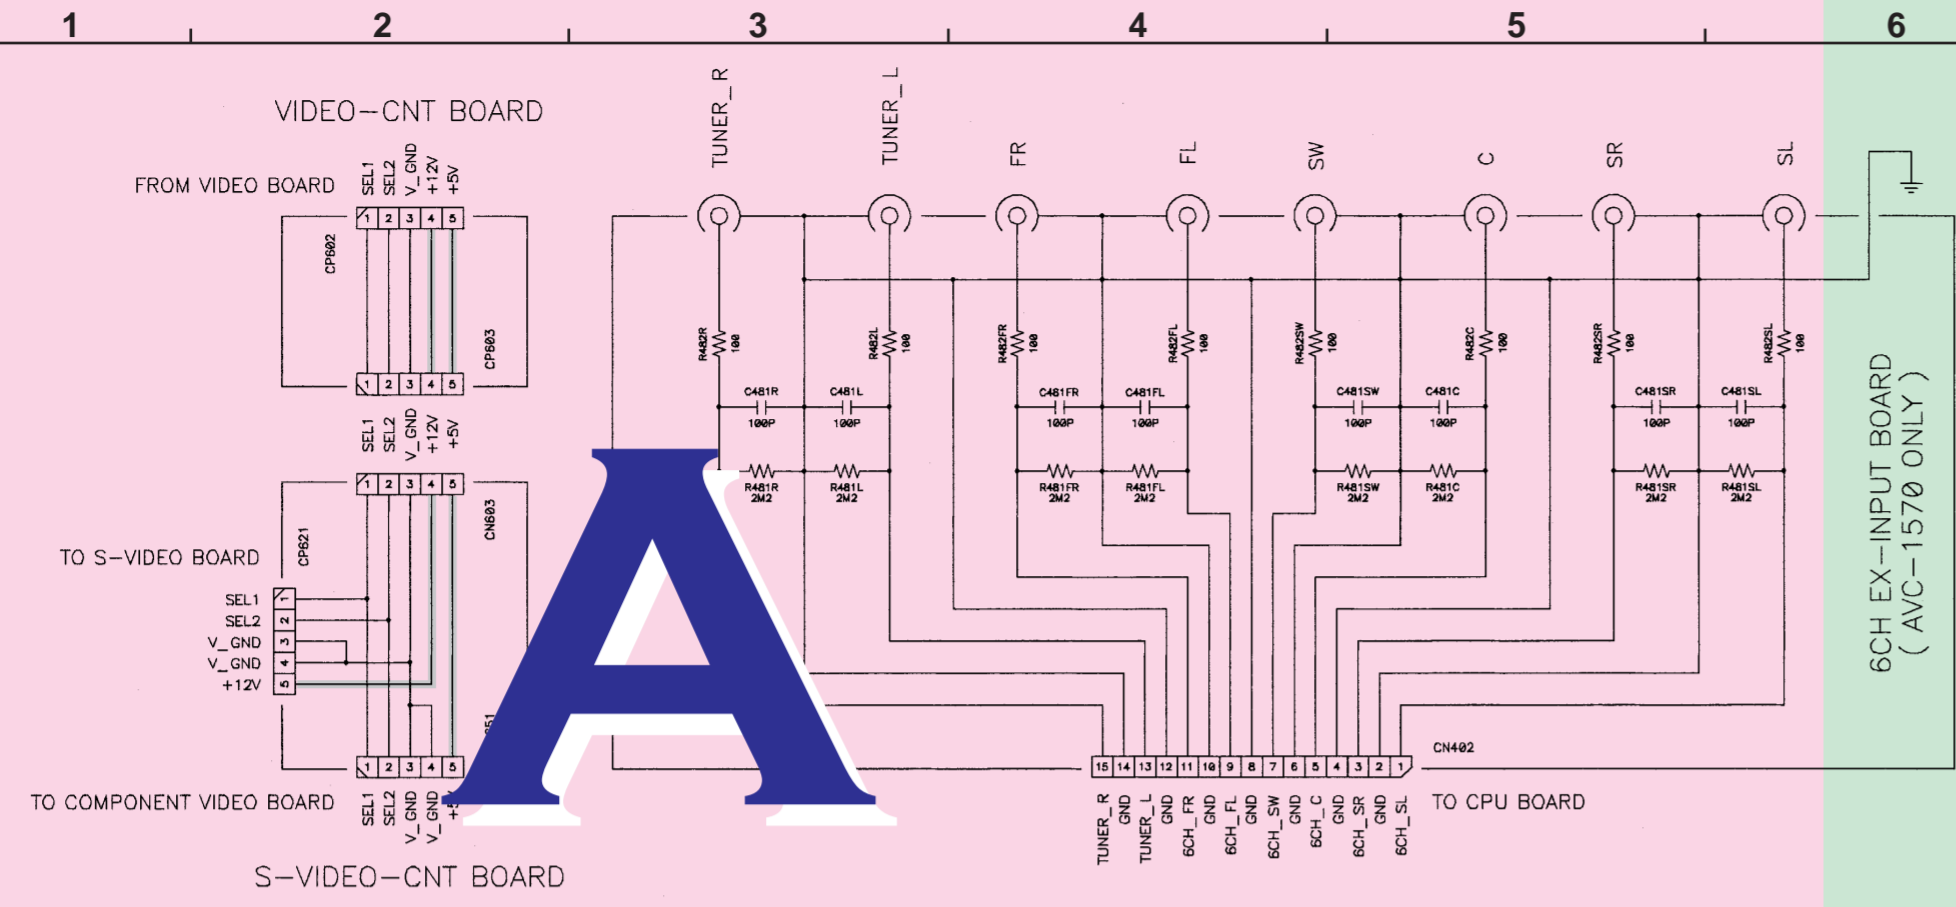 1 2 3 4 5 6
VIDEO-CNT BOARD
FROM VIDEO BOARD
SEL1
SEL2
V_GND
+12V
+5V
1 2 3 4 5
CP602
CP603
1 2 3 4 5
SEL1
SEL2
V_GND
+12V
+5V
1 2 3 4 5
CP621
CN603
TO S-VIDEO BOARD
SEL1 1
SEL2 2
V_GND 3
V_GND 4
+12V 5
1 2 3 4 5
TO COMPONENT VIDEO BOARD
SEL1
SEL2
V_GND
V_GND
S-VIDEO-CNT BOARD
A
TUNER_R
TUNER_L
FR
FL
SW
C
SR
SL
R482R 100
R482L 100
R482FR 100
R482FL 100
R482SW 100
R482C 100
R482SR 100
R482SL 100
C481R C481L C481FR C481FL C481SW C481C C481SR C481SL
100P 100P 100P 100P 100P 100P 100P 100P
R481R R481L R481FR R481FL R481SW R481C R481SR R481SL
2M2 2M2 2M2 2M2 2M2 2M2 2M2 2M2
CN402
15 14 13 12 11 10 9 8 7 6 5 4 3 2 1
TUNER_R
GND
TUNER_L
GND
6CH_FR
GND
6CH_FL
GND
6CH_SW
GND
6CH_C
GND
6CH_SR
GND
6CH_SL
TO CPU BOARD
6CH EX-INPUT BOARD
( AVC-1570 ONLY )